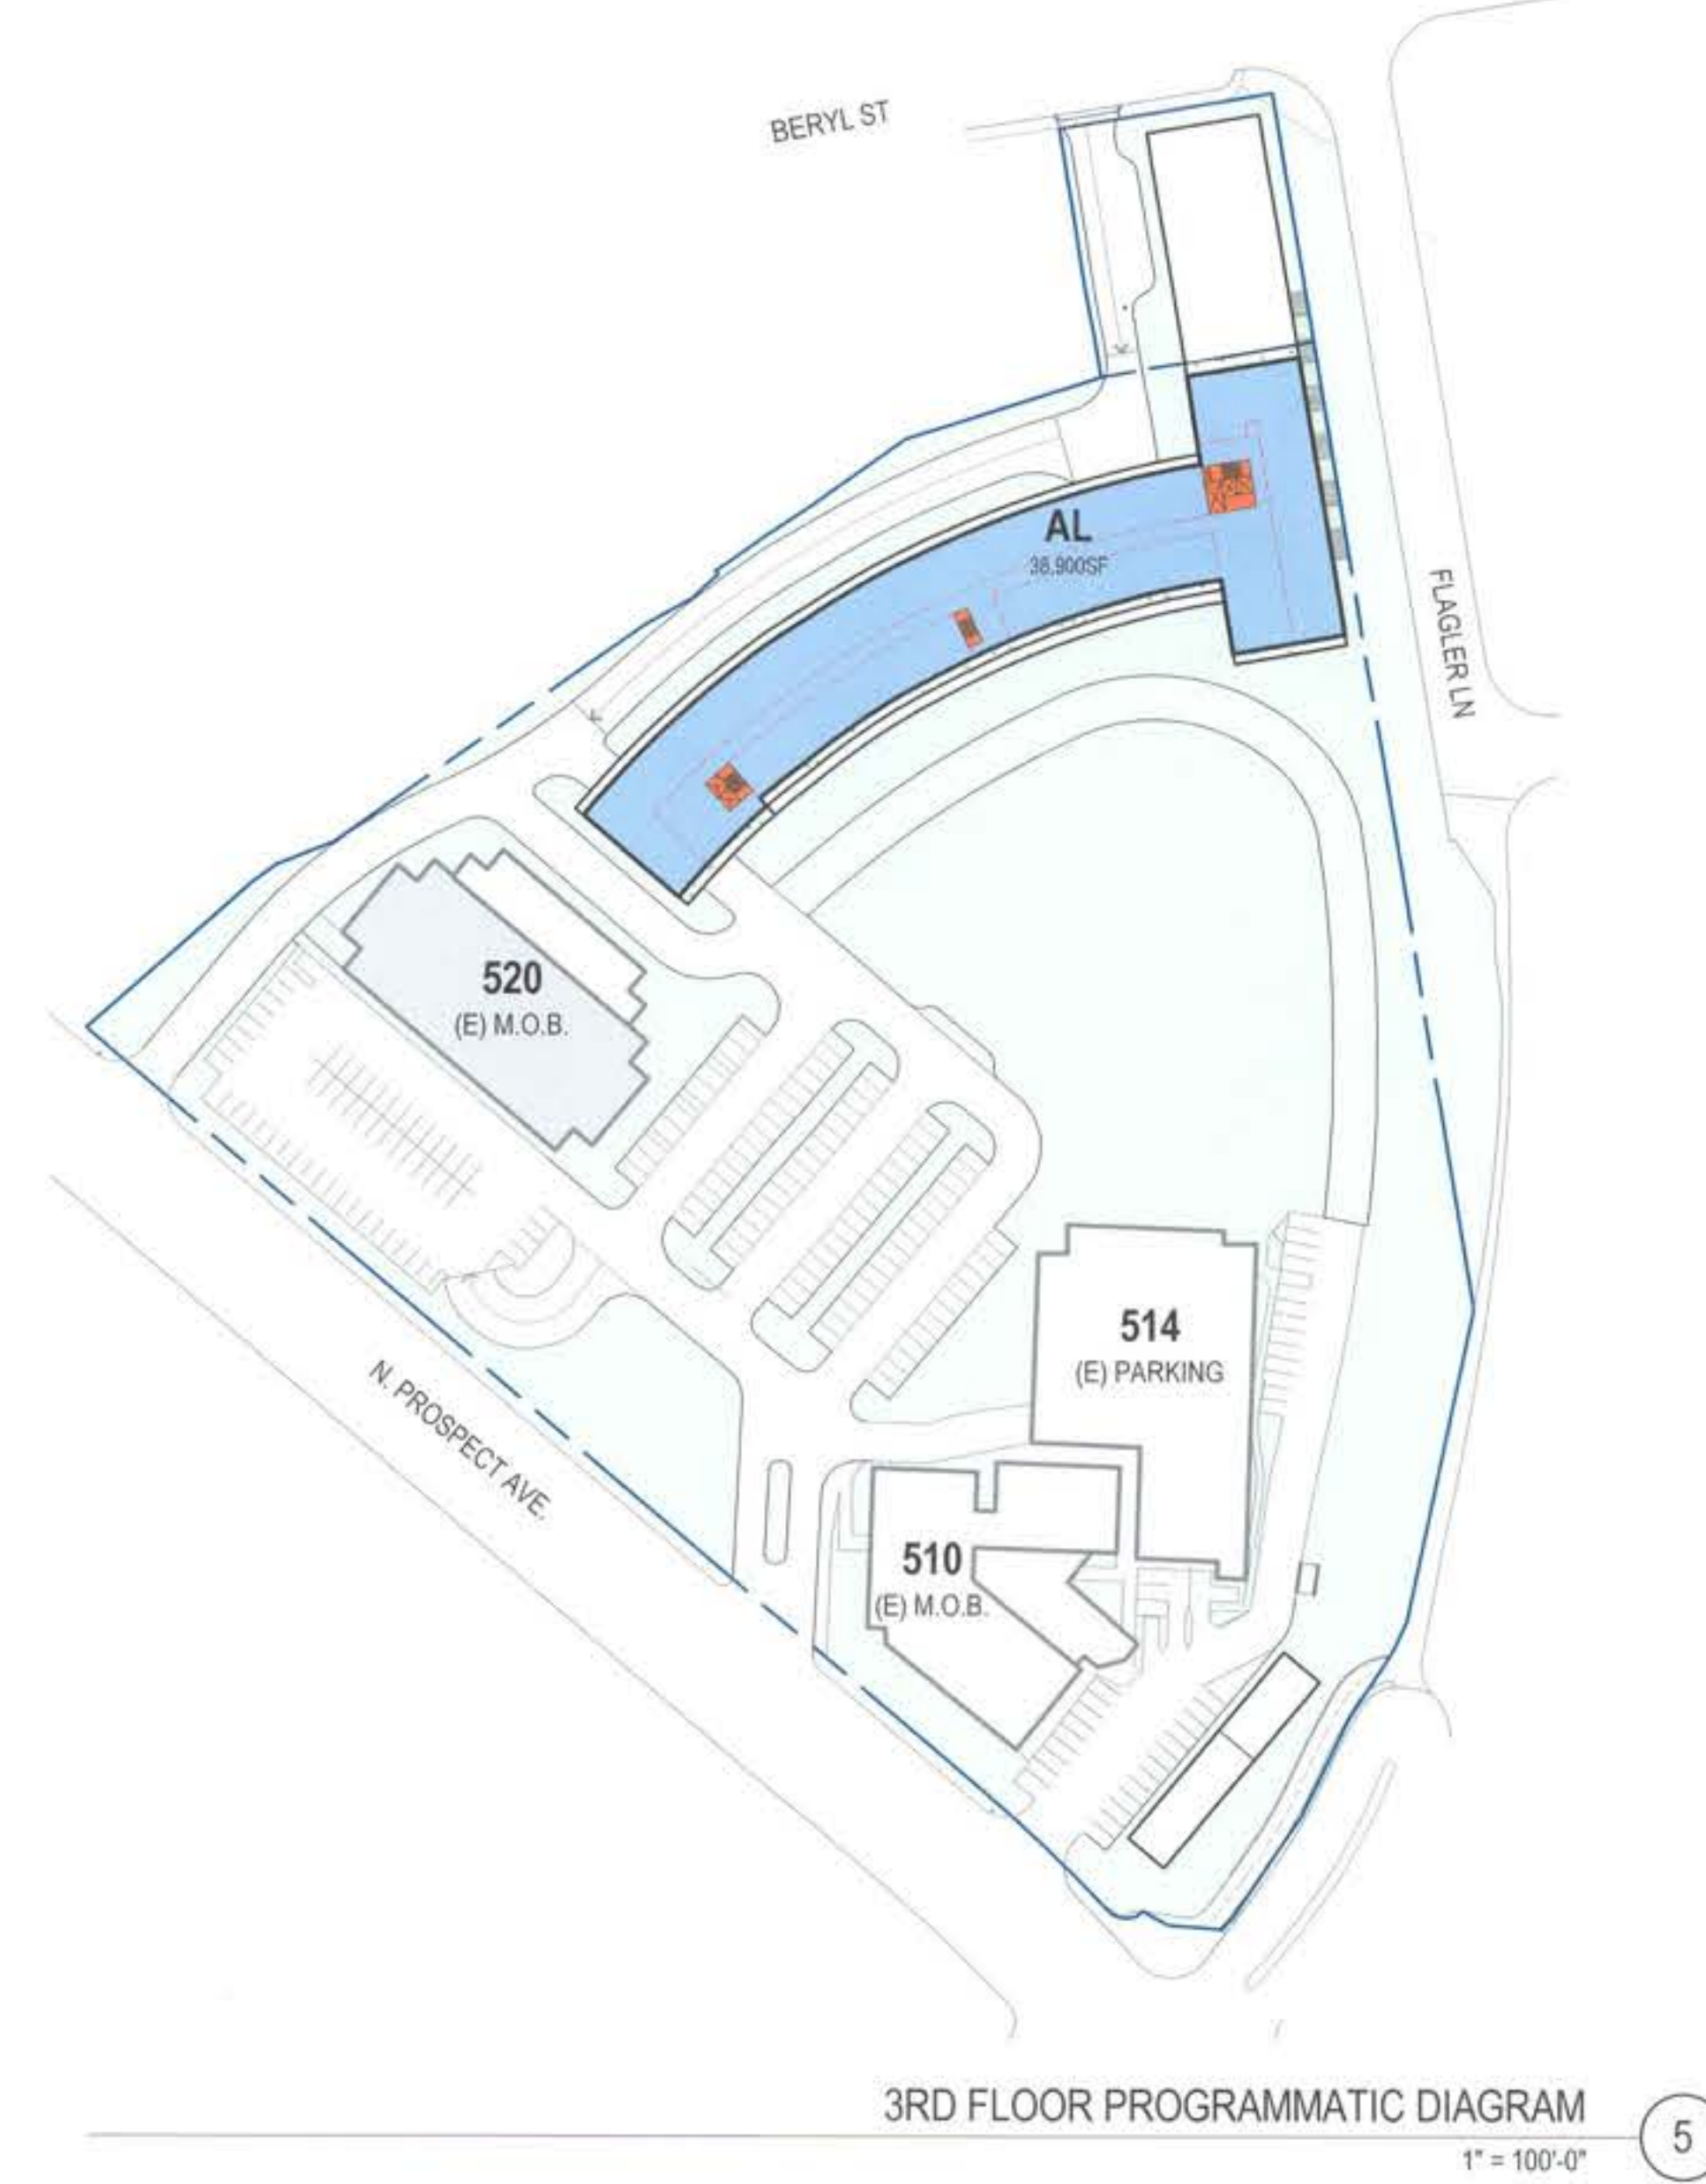 BERYL ST
AL
38,900SF
FLAGLER LN
520
(E) M.O.B.
514
(E) PARKING
N. PROSPECT AVE.
510
(E) M.O.B.
3RD FLOOR PROGRAMMATIC DIAGRAM
5
1" = 100'-0"